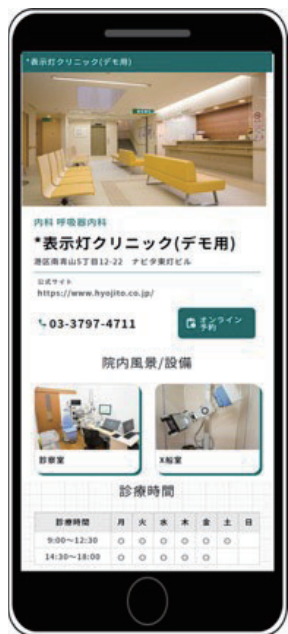 *表示灯クリニック(デモ用)
内科 呼吸器内科
*表示灯クリニック(デモ用)
港区南青山5丁目12-22 ナビタ東灯ビル
公式サイト
https://www.hyojito.co.jp/
03-3797-4711
オンライン
予約
院内風景/設備
診察室
X線室
診療時間
診療時間 月 火 水 木 金 土 日
9:00〜12:30 ○ ○ ○ ○ ○ ○
14:30〜18:00 ○ ○ ○ ○ ○